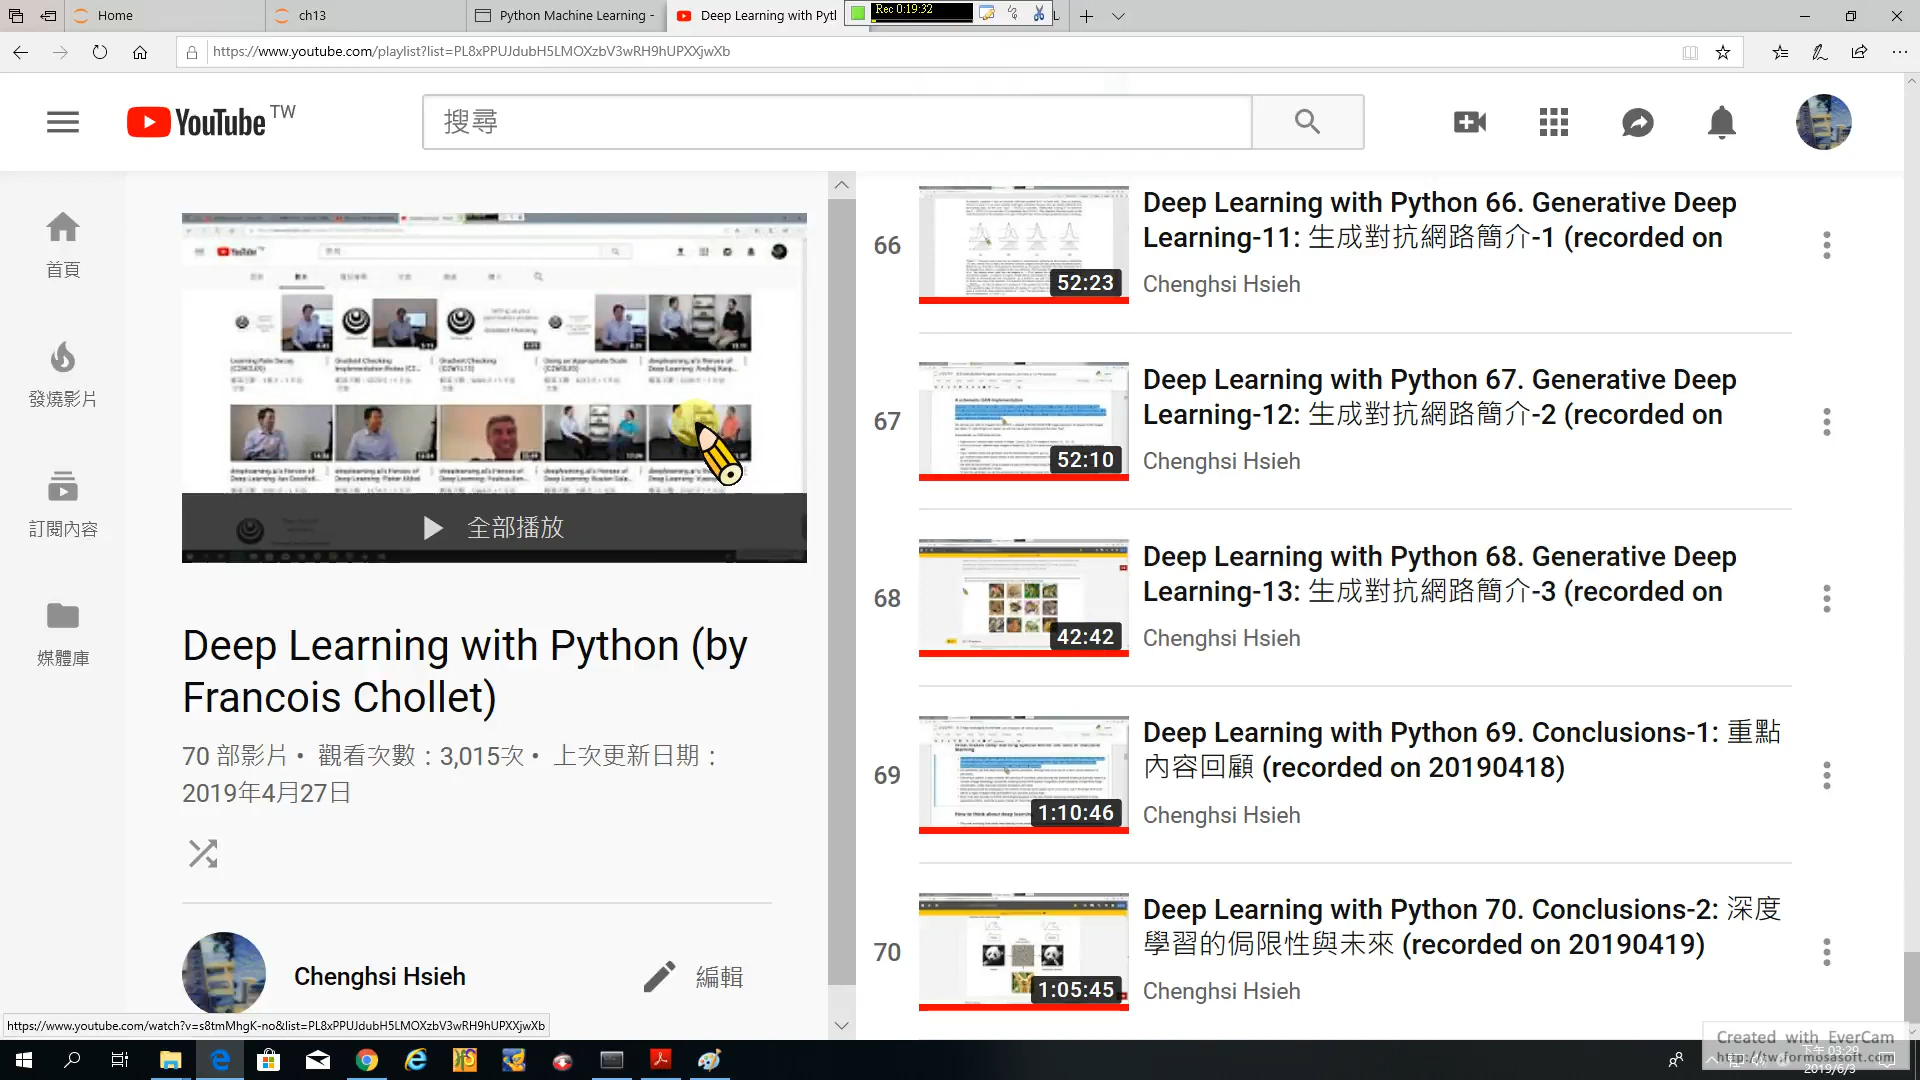 Home
ch13
Python Machine Learning -
Deep Learning with Pytl
Rec 0:19:32
https://www.youtube.com/playlist?list=PL8xPPUJdubH5LMOXzbV3wRH9hUPXXjwXb
YouTube TW
搜尋
首頁
發燒影片
訂閱內容
媒體庫
全部播放
Deep Learning with Python (by
Francois Chollet)
70 部影片 • 觀看次數：3,015次 • 上次更新日期：
2019年4月27日
Chenghsi Hsieh
編輯
66
52:23
Deep Learning with Python 66. Generative Deep
Learning-11: 生成對抗網路簡介-1 (recorded on
Chenghsi Hsieh
67
52:10
Deep Learning with Python 67. Generative Deep
Learning-12: 生成對抗網路簡介-2 (recorded on
Chenghsi Hsieh
68
42:42
Deep Learning with Python 68. Generative Deep
Learning-13: 生成對抗網路簡介-3 (recorded on
Chenghsi Hsieh
69
1:10:46
Deep Learning with Python 69. Conclusions-1: 重點
內容回顧 (recorded on 20190418)
Chenghsi Hsieh
70
1:05:45
Deep Learning with Python 70. Conclusions-2: 深度
學習的侷限性與未來 (recorded on 20190419)
Chenghsi Hsieh
https://www.youtube.com/watch?v=s8tmMhgK-no&list=PL8xPPUJdubH5LMOXzbV3wRH9hUPXXjwXb
Created with EverCam
http://tw.formosasoft.com
下午 03:29
2019/6/3